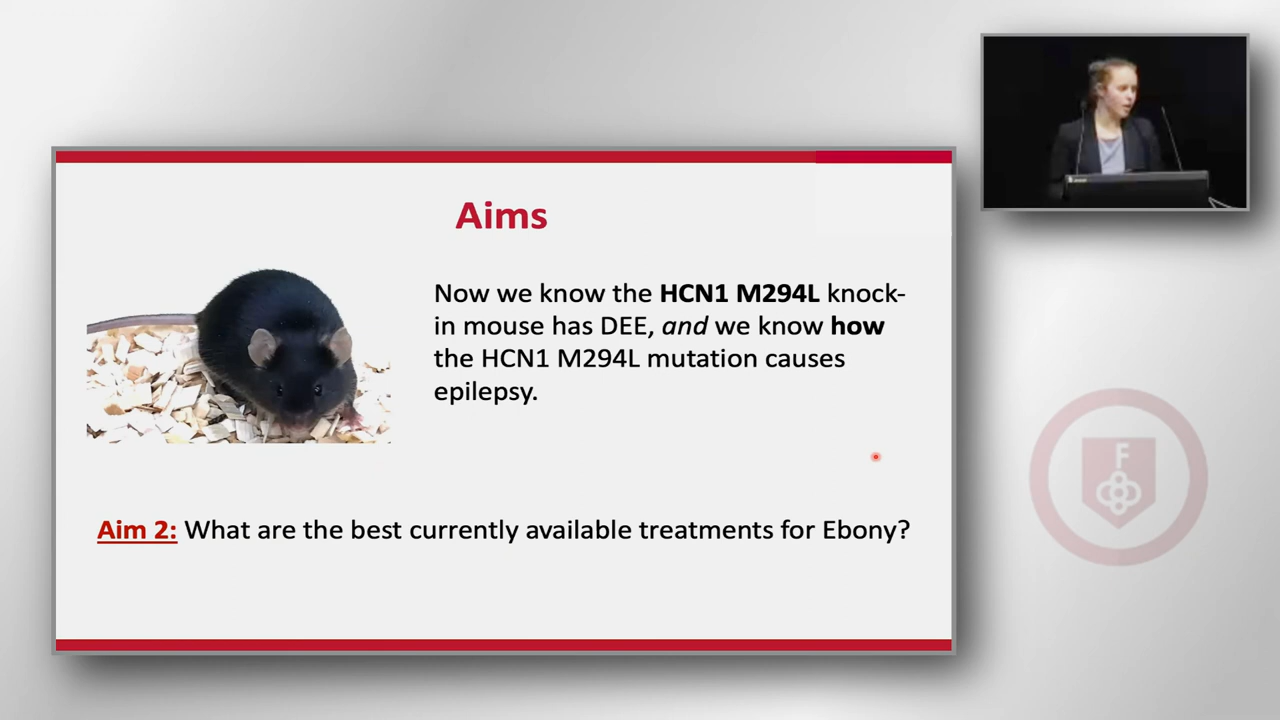 Aims
Now we know the HCN1 M294L knock-
in mouse has DEE, and we know how
the HCN1 M294L mutation causes
epilepsy.
Aim 2: What are the best currently available treatments for Ebony?
F